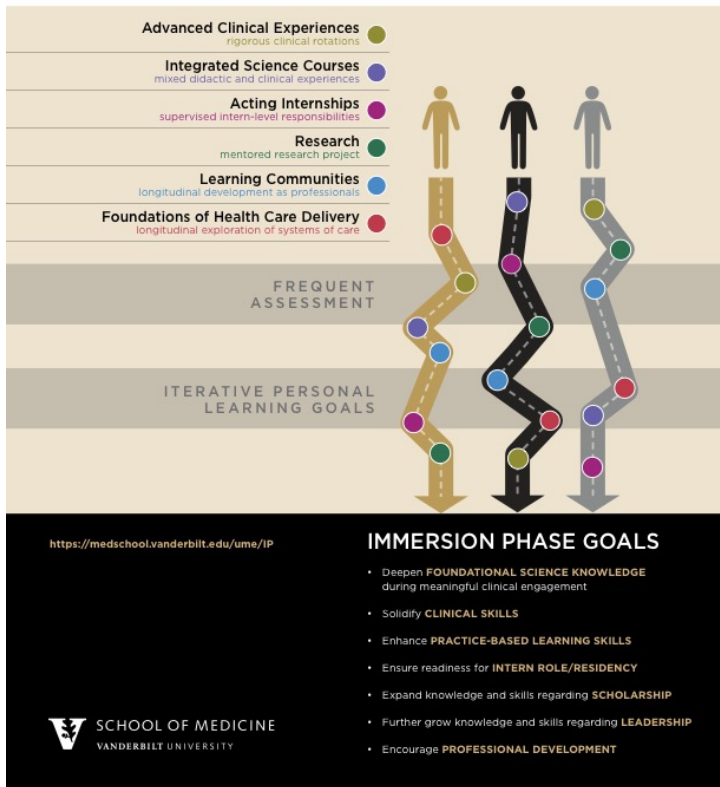 Advanced Clinical Experiences
rigorous clinical rotations
Integrated Science Courses
mixed didactic and clinical experiences
Acting Internships
supervised intern-level responsibilities
Research
mentored research project
Learning Communities
longitudinal development as professionals
Foundations of Health Care Delivery
longitudinal exploration of systems of care
FREQUENT
ASSESSMENT
ITERATIVE PERSONAL
LEARNING GOALS
https://medschool.vanderbilt.edu/ume/IP
IMMERSION PHASE GOALS
• Deepen FOUNDATIONAL SCIENCE KNOWLEDGE
during meaningful clinical engagement
• Solidify CLINICAL SKILLS
• Enhance PRACTICE-BASED LEARNING SKILLS
• Ensure readiness for INTERN ROLE/RESIDENCY
• Expand knowledge and skills regarding SCHOLARSHIP
• Further grow knowledge and skills regarding LEADERSHIP
• Encourage PROFESSIONAL DEVELOPMENT
V SCHOOL OF MEDICINE
VANDERBILT UNIVERSITY